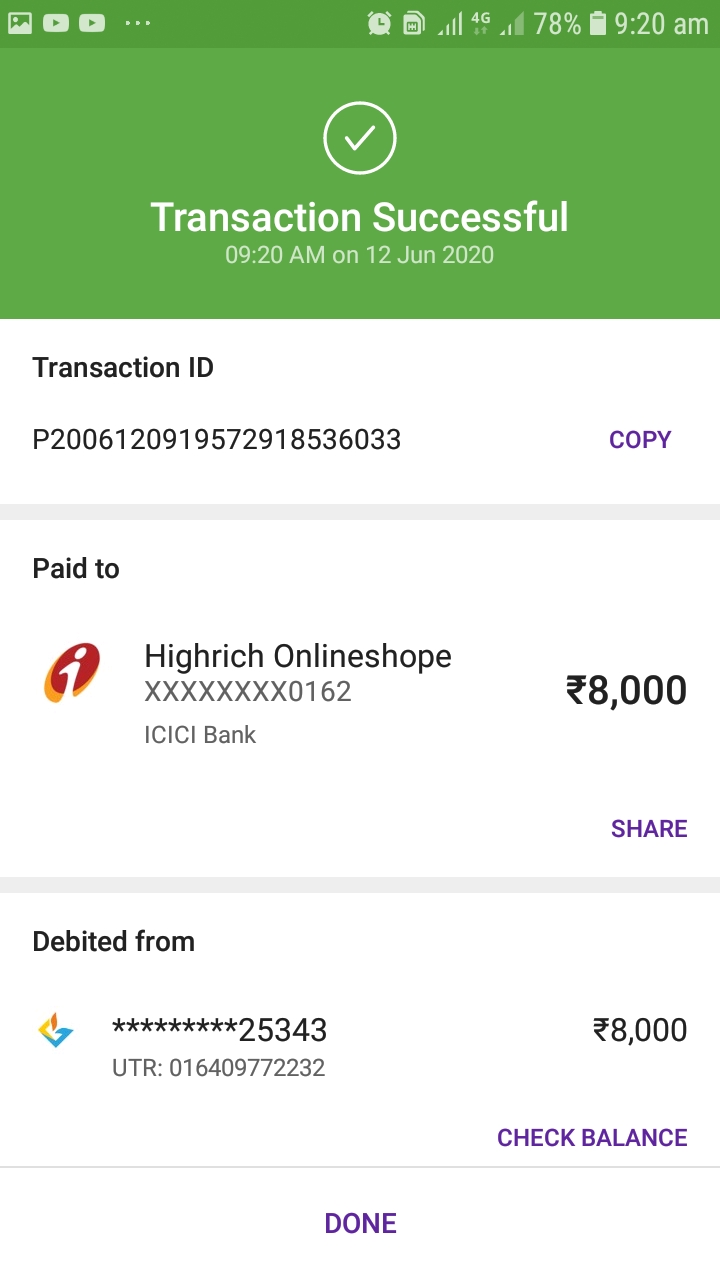 4G 78% 9:20 am
Transaction Successful
09:20 AM on 12 Jun 2020
Transaction ID
P2006120919572918536033 COPY
Paid to
Highrich Onlineshope
XXXXXXXX0162
₹8,000
ICICI Bank
SHARE
Debited from
*********25343 ₹8,000
UTR: 016409772232
CHECK BALANCE
DONE